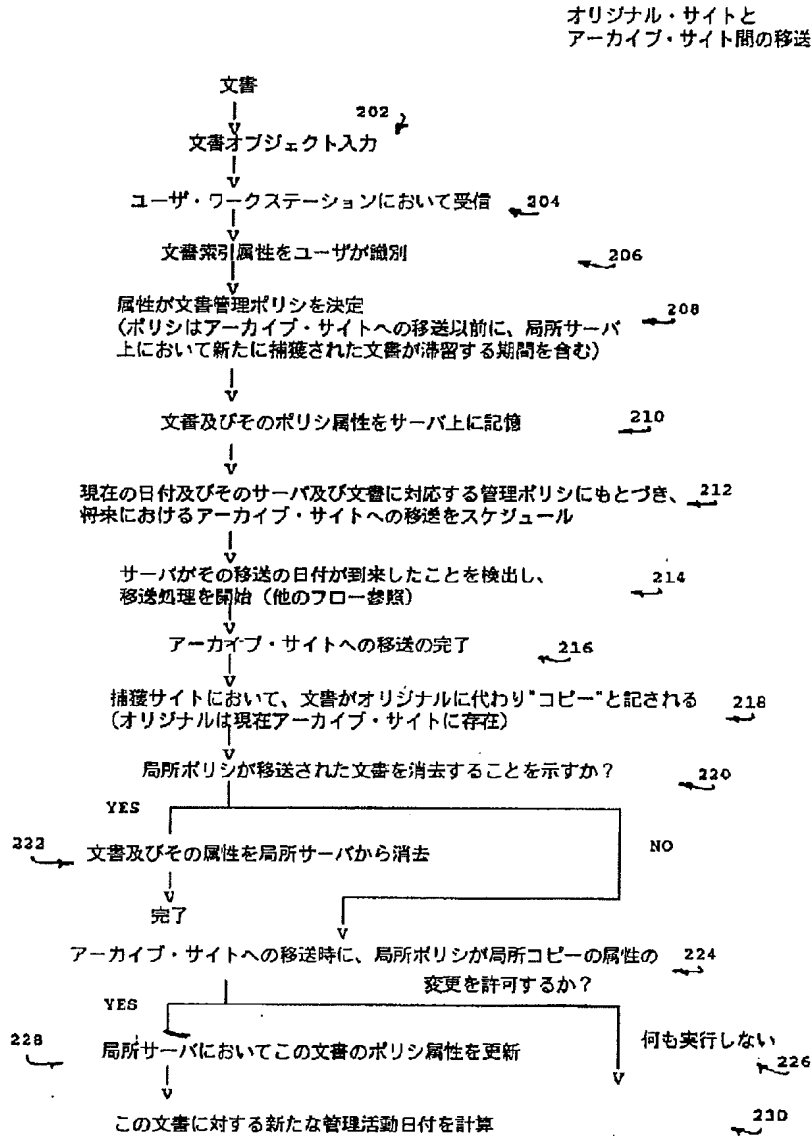 オリジナル・サイトと
アーカイブ・サイト間の移送
文書
202
文書オブジェクト入力
ユーザ・ワークステーションにおいて受信
204
文書索引属性をユーザが識別
206
属性が文書管理ポリシを決定
(ポリシはアーカイブ・サイトへの移送以前に、局所サーバ
上において新たに捕獲された文書が滞留する期間を含む)
208
文書及びそのポリシ属性をサーバ上に記憶
210
現在の日付及びそのサーバ及び文書に対応する管理ポリシにもとづき、
将来におけるアーカイブ・サイトへの移送をスケジュール
212
サーバがその移送の日付が到来したことを検出し、
移送処理を開始(他のフロー参照)
214
アーカイブ・サイトへの移送の完了
216
捕獲サイトにおいて、文書がオリジナルに代わり"コピー"と記される
(オリジナルは現在アーカイブ・サイトに存在)
218
局所ポリシが移送された文書を消去することを示すか?
220
YES
NO
222
文書及びその属性を局所サーバから消去
完了
アーカイブ・サイトへの移送時に、局所ポリシが局所コピーの属性の
変更を許可するか?
224
YES
228
局所サーバにおいてこの文書のポリシ属性を更新
何も実行しない
226
この文書に対する新たな管理活動日付を計算
230